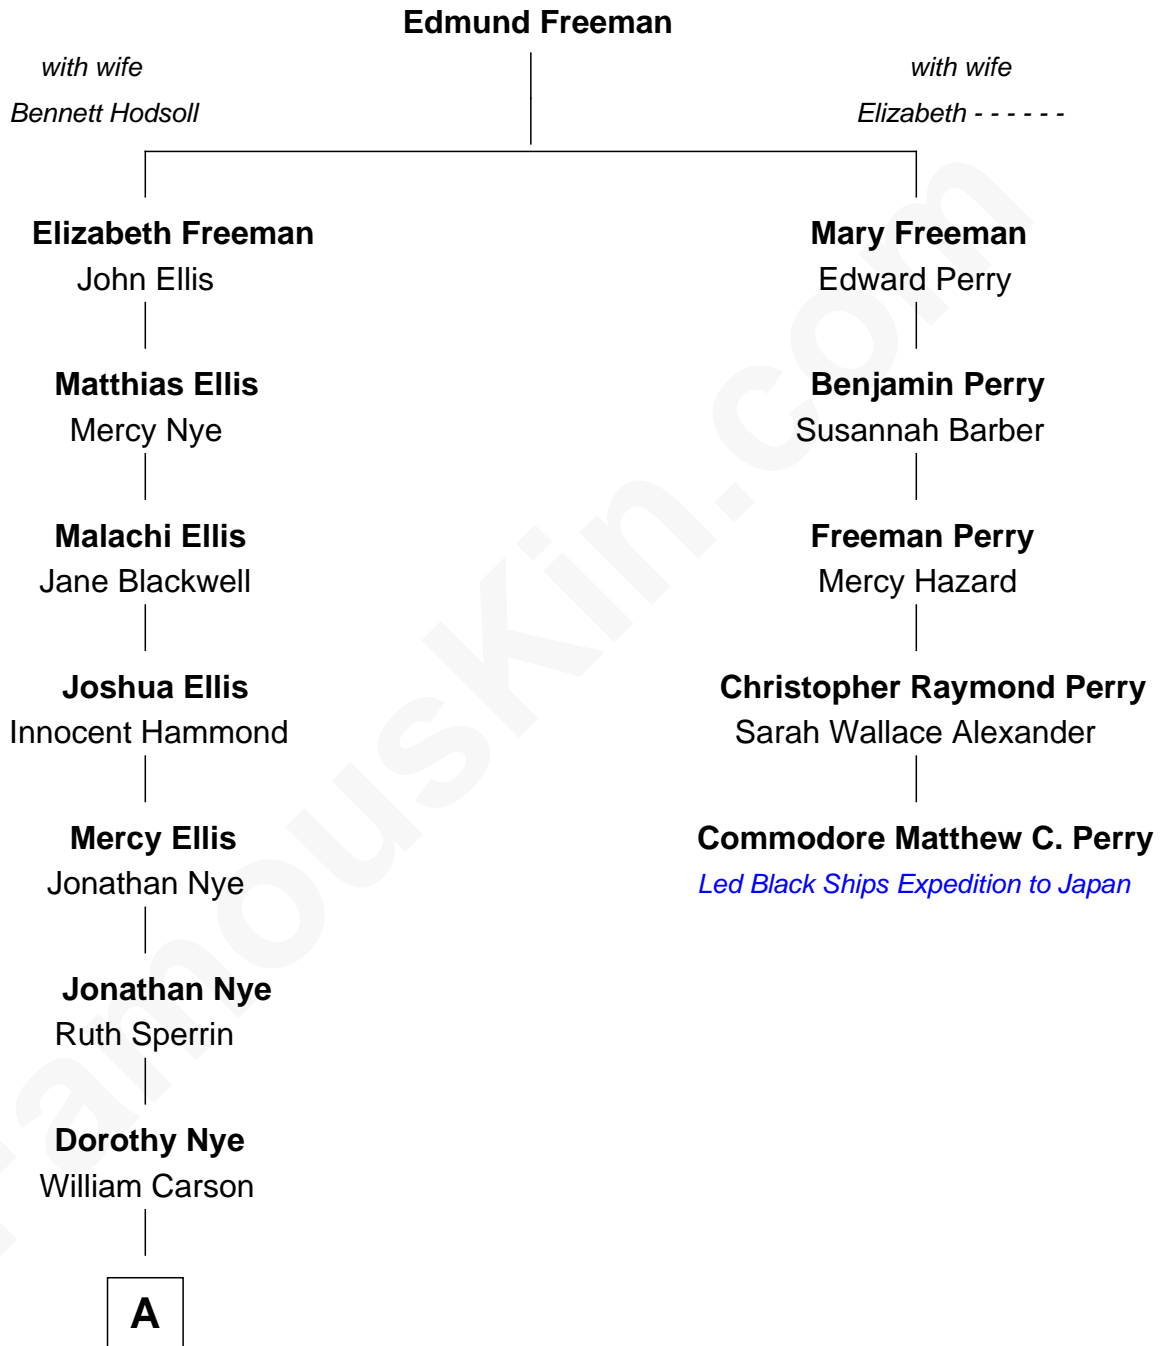 Edmund Freeman
with wife
Bennett Hodsoll
with wife
Elizabeth - - - - - -
Elizabeth Freeman
John Ellis
Mary Freeman
Edward Perry
Matthias Ellis
Mercy Nye
Benjamin Perry
Susannah Barber
Malachi Ellis
Jane Blackwell
Freeman Perry
Mercy Hazard
Joshua Ellis
Innocent Hammond
Christopher Raymond Perry
Sarah Wallace Alexander
Mercy Ellis
Jonathan Nye
Commodore Matthew C. Perry
Led Black Ships Expedition to Japan
Jonathan Nye
Ruth Sperrin
Dorothy Nye
William Carson
A
FamousKin.com